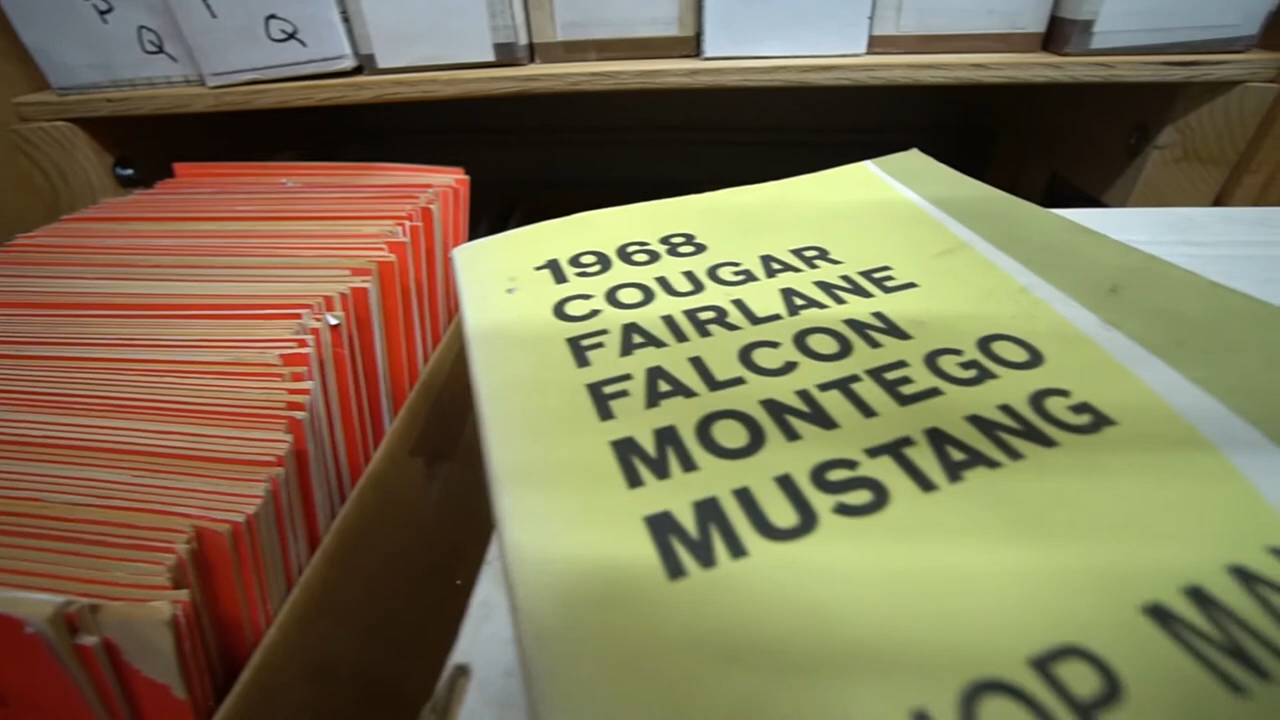 Q
Q
1968
COUGAR
FAIRLANE
FALCON
MONTEGO
MUSTANG